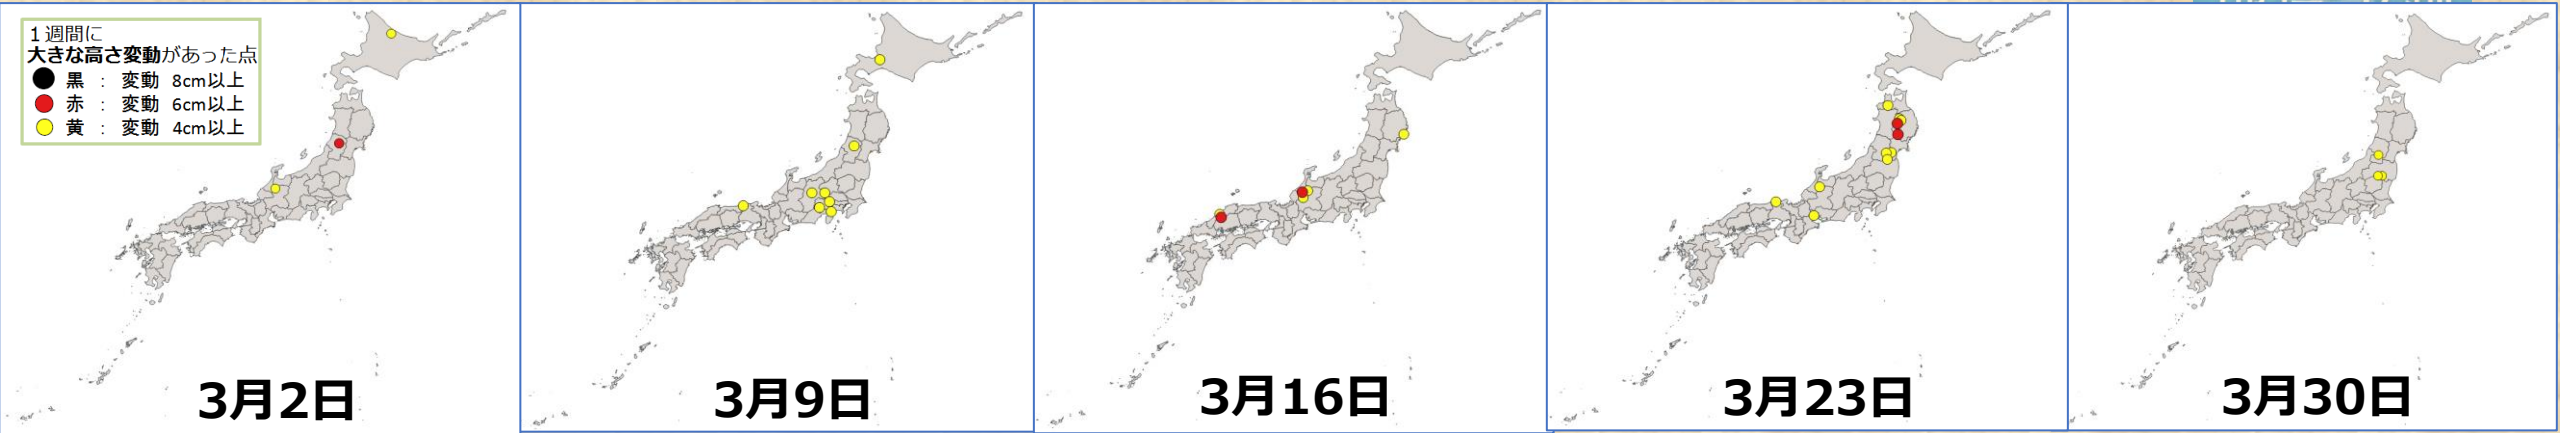 １週間に
大きな高さ変動があった点
黒 ： 変動 8cm以上
赤 ： 変動 6cm以上
黄 ： 変動 4cm以上
3月2日
3月9日
3月16日
3月23日
3月30日